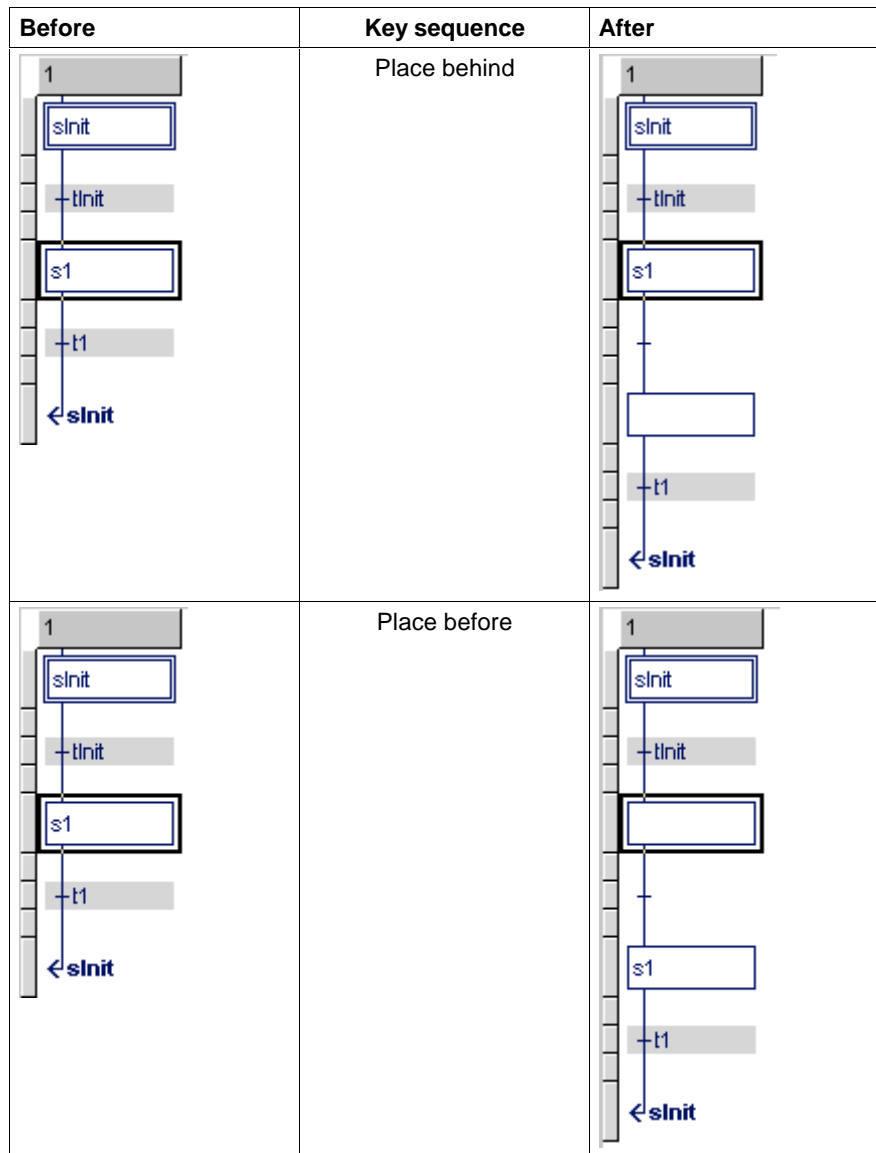 Before Key sequence After
Place behind
1
sInit
tInit
s1
t1
sInit
1
sInit
tInit
s1
t1
sInit
Place before
1
sInit
tInit
s1
t1
sInit
1
sInit
tInit
s1
t1
sInit